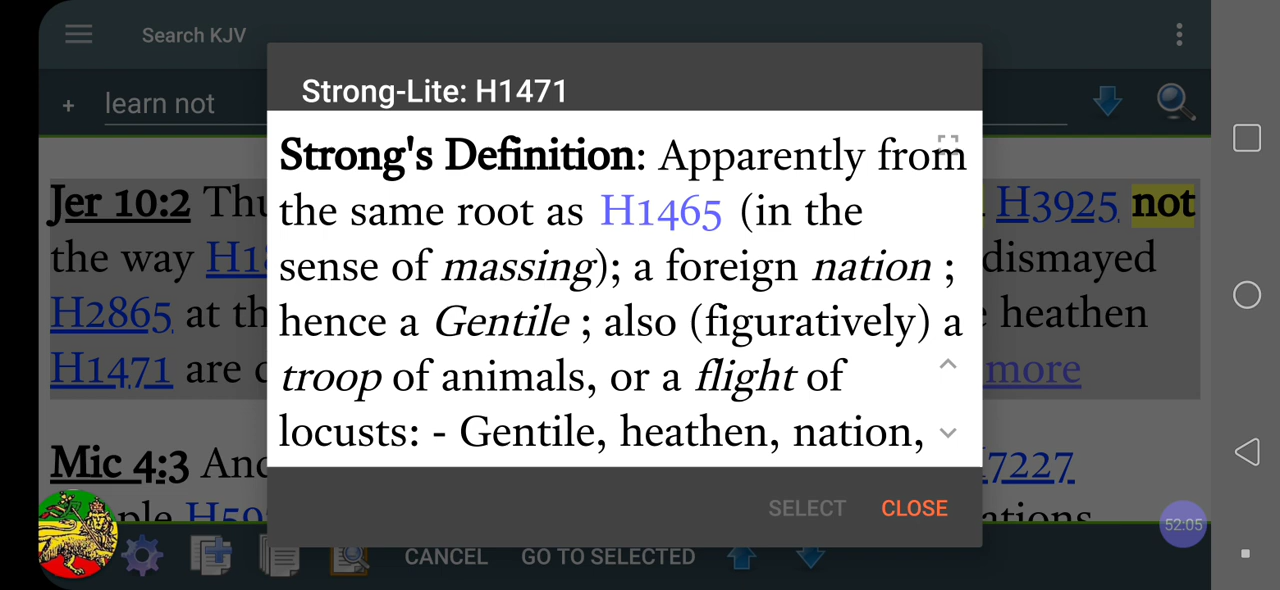 Search KJV
+ learn not
Strong-Lite: H1471
Strong's Definition: Apparently from
the same root as H1465 (in the
sense of massing); a foreign nation ;
hence a Gentile ; also (figuratively) a
troop of animals, or a flight of
locusts: - Gentile, heathen, nation,
SELECT CLOSE
Jer 10:2 H3925 not
the way dismayed
H2865 at heathen
H1471 are more
Mic 4:3
52:05
CANCEL GO TO SELECTED